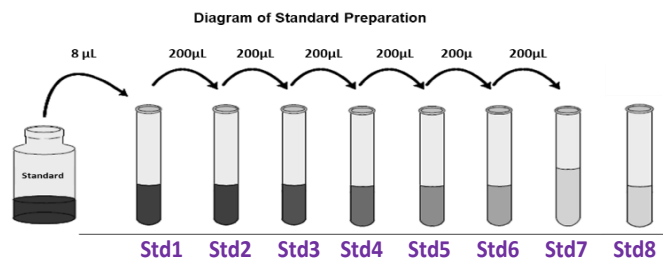 Diagram of Standard Preparation
8 µL 200µL 200µL 200µL 200µL 200µ 200µL
Standard
Std1 Std2 Std3 Std4 Std5 Std6 Std7 Std8